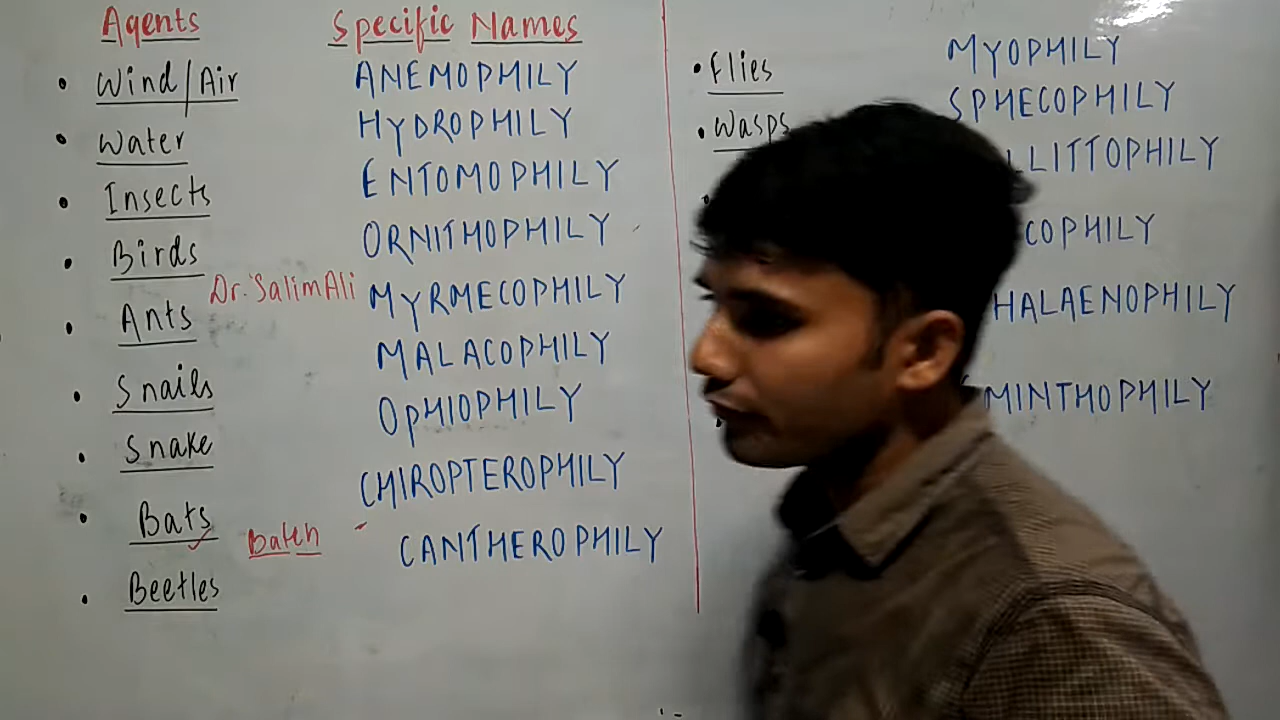 Agents Specific Names
• Wind/Air ANEMOPHILY
• Water HYDROPHILY
• Insects ENTOMOPHILY
• Birds ORNITHOPHILY
Dr. Salim Ali
• Ants MYRMECOPHILY
• Snails MALACOPHILY
• Snake OPHIOPHILY
• Bats CHIROPTEROPHILY
• Beetles CANTHEROPHILY
• Flies MYOPHILY
• Wasps SPHECOPHILY
LLITTOPHILY
COPHILY
HALAENOPHILY
MINTHOPHILY